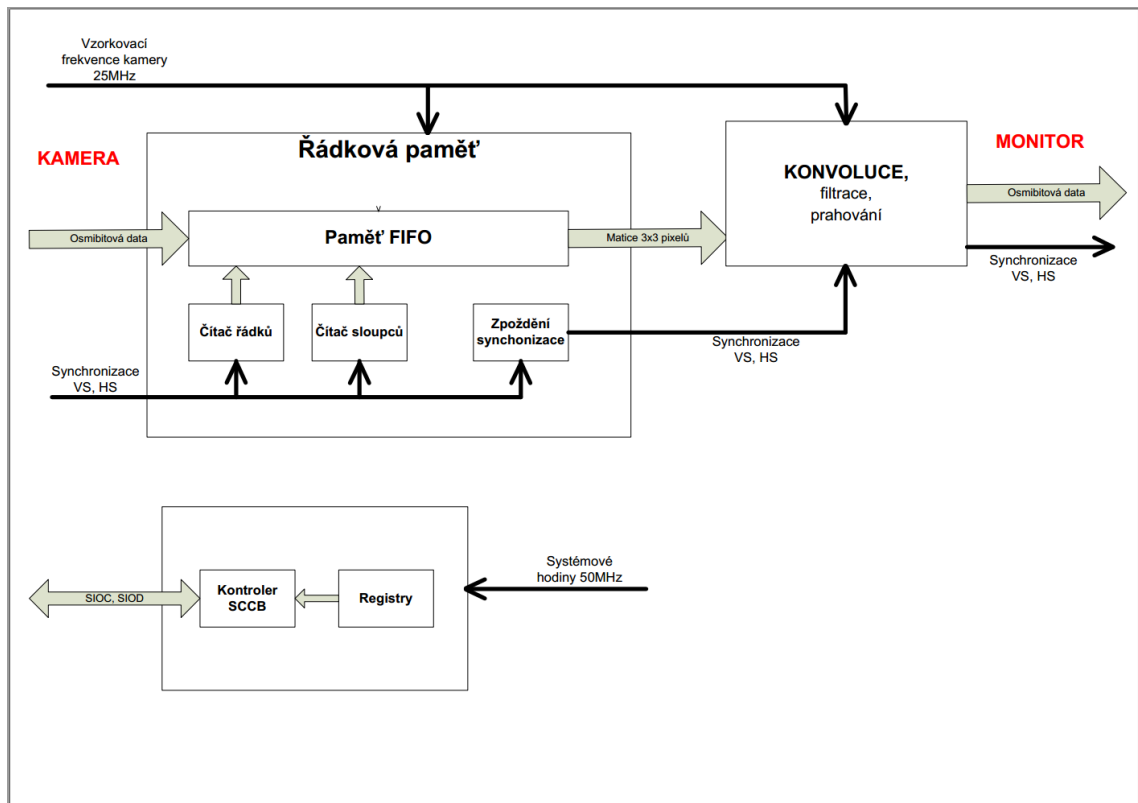 Vzorkovací
frekvence kamery
25MHz
Řádková paměť
KAMERA
KONVOLUCE,
filtrace,
prahování
MONITOR
Osmibitová data
v
Paměť FIFO
Matice 3x3 pixelů
Osmibitová data
Synchronizace
VS, HS
Čítač řádků
Čítač sloupců
Zpoždění
synchonizace
Synchronizace
VS, HS
Synchronizace
VS, HS
SIOC, SIOD
Kontroler
SCCB
Registry
Systémové
hodiny 50MHz